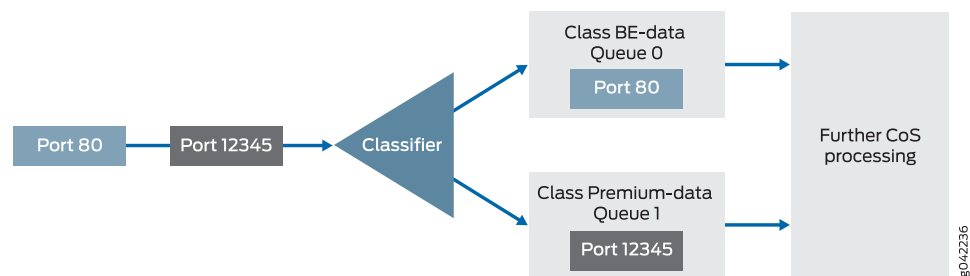 Port 80
Port 12345
Classifier
Class BE-data
Queue 0
Port 80
Class Premium-data
Queue 1
Port 12345
Further CoS
processing
g042236